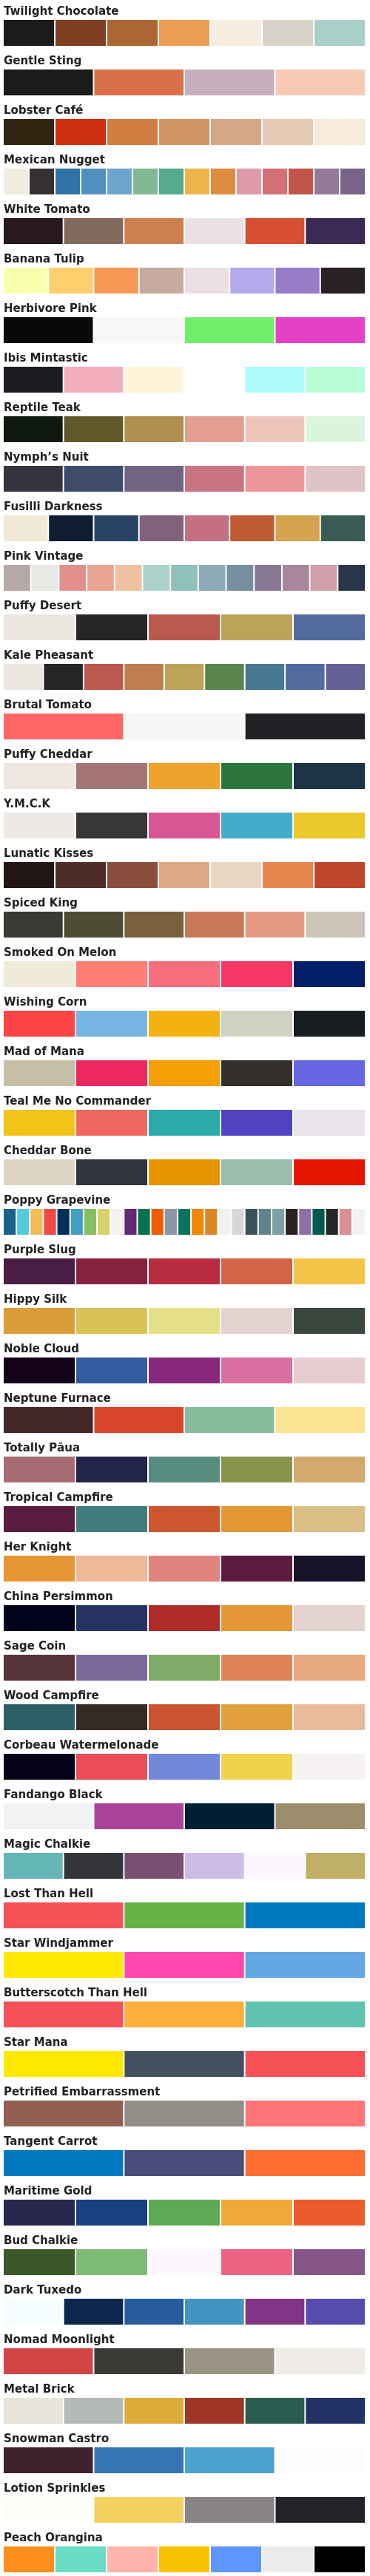 Twilight Chocolate
Gentle Sting
Lobster Café
Mexican Nugget
White Tomato
Banana Tulip
Herbivore Pink
Ibis Mintastic
Reptile Teak
Nymph’s Nuit
Fusilli Darkness
Pink Vintage
Puffy Desert
Kale Pheasant
Brutal Tomato
Puffy Cheddar
Y.M.C.K
Lunatic Kisses
Spiced King
Smoked On Melon
Wishing Corn
Mad of Mana
Teal Me No Commander
Cheddar Bone
Poppy Grapevine
Purple Slug
Hippy Silk
Noble Cloud
Neptune Furnace
Totally Pāua
Tropical Campfire
Her Knight
China Persimmon
Sage Coin
Wood Campfire
Corbeau Watermelonade
Fandango Black
Magic Chalkie
Lost Than Hell
Star Windjammer
Butterscotch Than Hell
Star Mana
Petrified Embarrassment
Tangent Carrot
Maritime Gold
Bud Chalkie
Dark Tuxedo
Nomad Moonlight
Metal Brick
Snowman Castro
Lotion Sprinkles
Peach Orangina